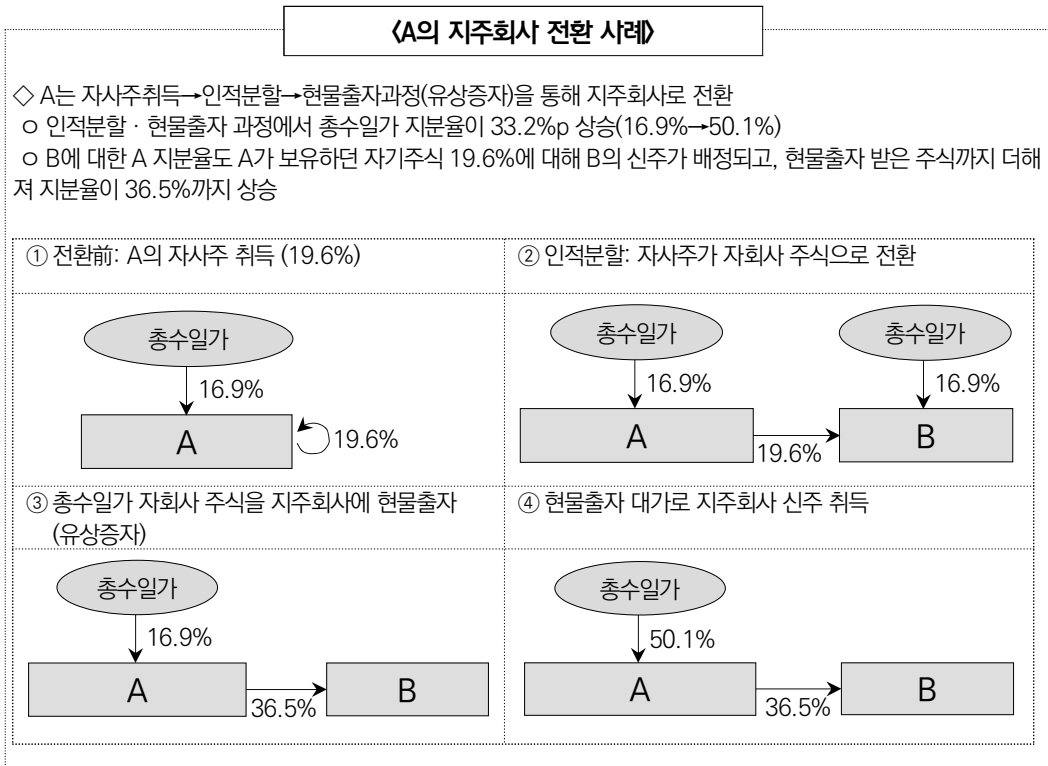 〈A의 지주회사 전환 사례〉
◇ A는 자사주취득→인적분할→현물출자과정(유상증자)을 통해 지주회사로 전환
ㅇ 인적분할 · 현물출자 과정에서 총수일가 지분율이 33.2%p 상승(16.9%→50.1%)
ㅇ B에 대한 A 지분율도 A가 보유하던 자기주식 19.6%에 대해 B의 신주가 배정되고, 현물출자 받은 주식까지 더해
져 지분율이 36.5%까지 상승
① 전환前: A의 자사주 취득 (19.6%)
총수일가
16.9%
A
19.6%
② 인적분할: 자사주가 자회사 주식으로 전환
총수일가
총수일가
16.9%
16.9%
A
19.6%
B
③ 총수일가 자회사 주식을 지주회사에 현물출자
(유상증자)
총수일가
16.9%
A
36.5%
B
④ 현물출자 대가로 지주회사 신주 취득
총수일가
50.1%
A
36.5%
B